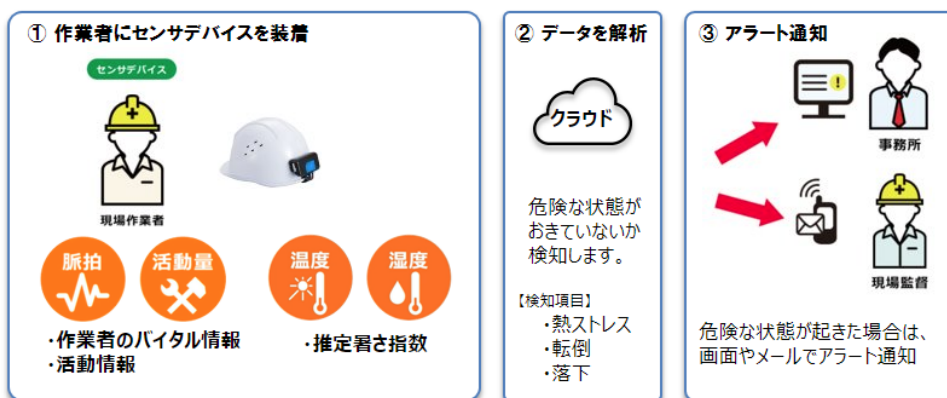 ① 作業者にセンサデバイスを装着
センサデバイス
現場作業者
脈拍
活動量
温度
湿度
・作業者のバイタル情報
・活動情報
・推定暑さ指数
② データを解析
クラウド
危険な状態が
おきていないか
検知します。
【検知項目】
・熱ストレス
・転倒
・落下
③ アラート通知
!
事務所
現場監督
危険な状態が起きた場合は、
画面やメールでアラート通知